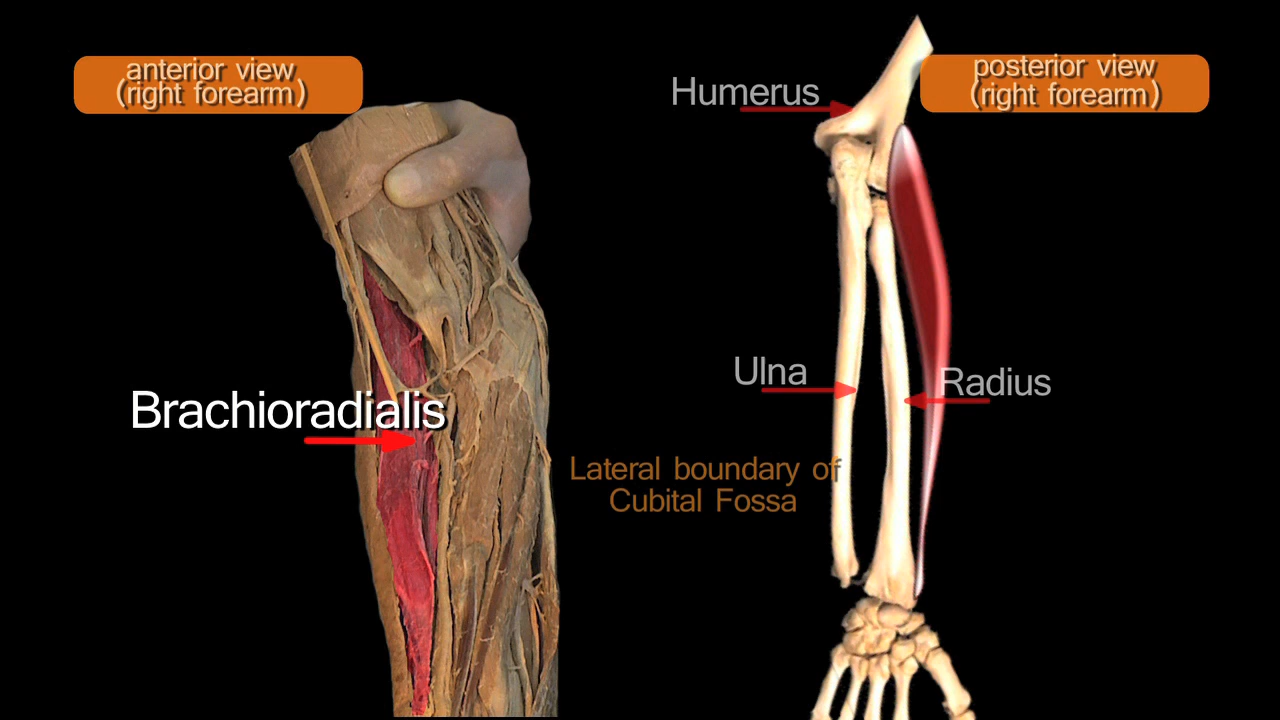 anterior view
(right forearm)
posterior view
(right forearm)
Humerus
Ulna
Radius
Brachioradialis
Lateral boundary of
Cubital Fossa